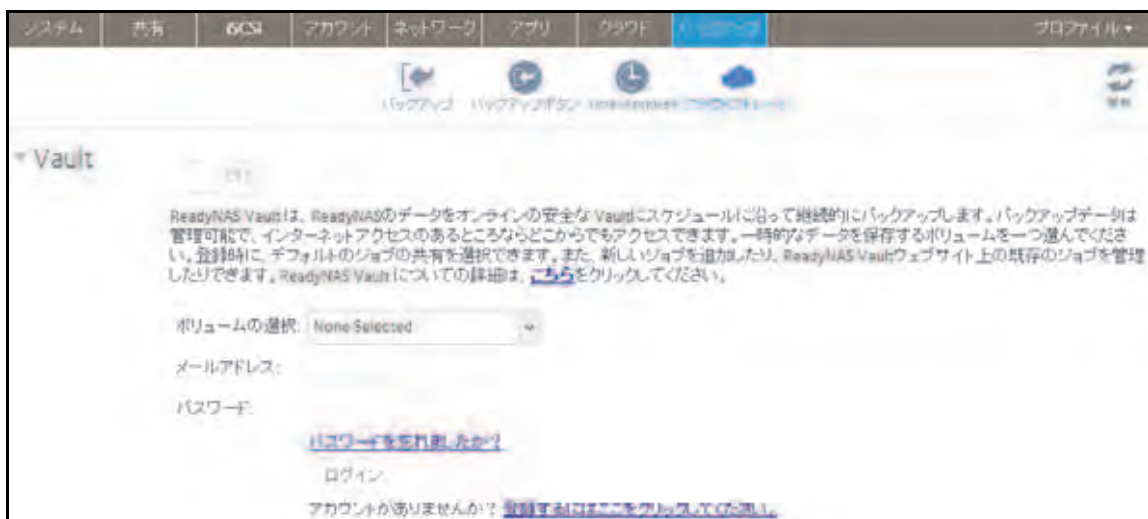 システム 共有 iSCSI アカウント ネットワーク アプリ クラウド バックアップ プロファイル▼
バックアップ バックアップボタン
Vault
ReadyNAS Vaultは、ReadyNASのデータをオンラインの安全なVaultにスケジュールに沿って継続的にバックアップします。バックアップデータは
管理可能で、インターネットアクセスのあるところならどこからでもアクセスできます。一時的なデータを保存するボリュームを一つ選んでくださ
い。登録時に、デフォルトのジョブの共有を選択できます。また、新しいジョブを追加したり、ReadyNAS Vaultウェブサイト上の既存のジョブを管理
したりできます。ReadyNAS Vaultについての詳細は、こちらをクリックしてください。
ボリュームの選択: None Selected
メールアドレス:
パスワード:
パスワードを忘れましたか?
ログイン
アカウントがありませんか? 登録するにはここをクリックしてください。